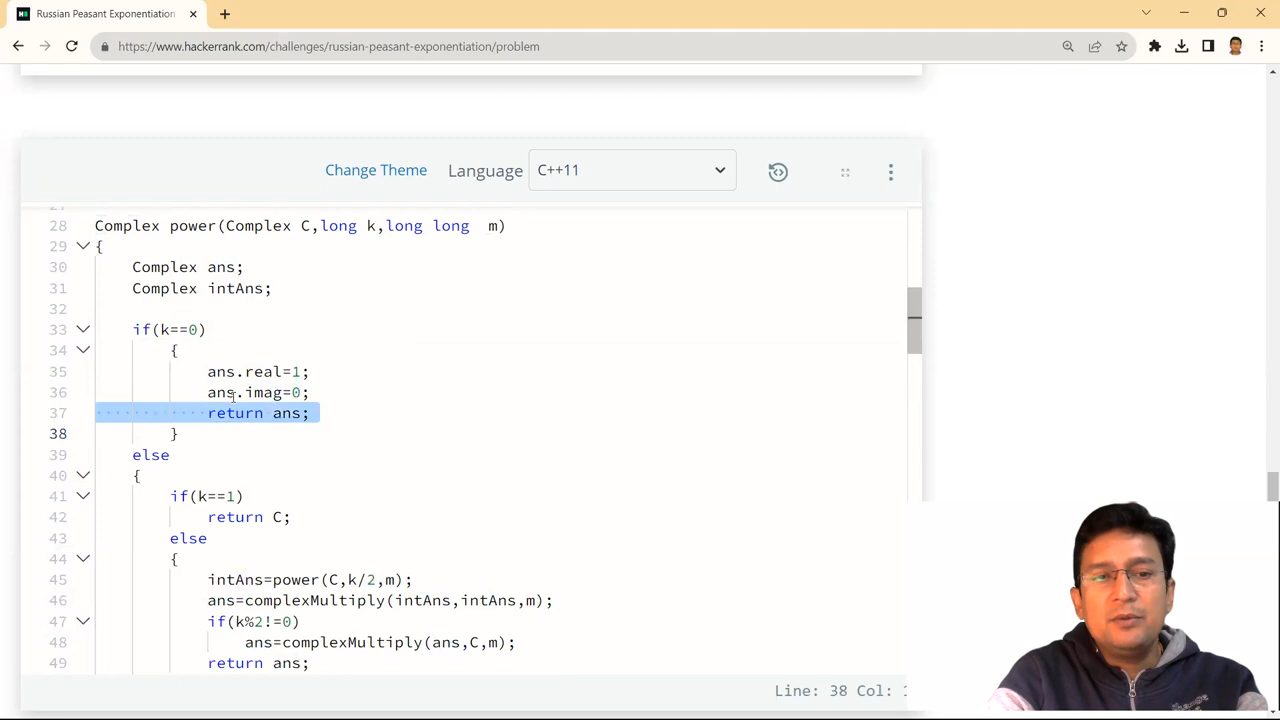 Russian Peasant Exponentiation
https://www.hackerrank.com/challenges/russian-peasant-exponentiation/problem
Change Theme Language C++11
28 Complex power(Complex C,long k,long long  m)
29 {
30 Complex ans;
31 Complex intAns;
32
33 if(k==0)
34 {
35 ans.real=1;
36 ans.imag=0;
37 return ans;
38 }
39 else
40 {
41 if(k==1)
42 return C;
43 else
44 {
45 intAns=power(C,k/2,m);
46 ans=complexMultiply(intAns,intAns,m);
47 if(k%2!=0)
48 ans=complexMultiply(ans,C,m);
49 return ans;
Line: 38 Col: